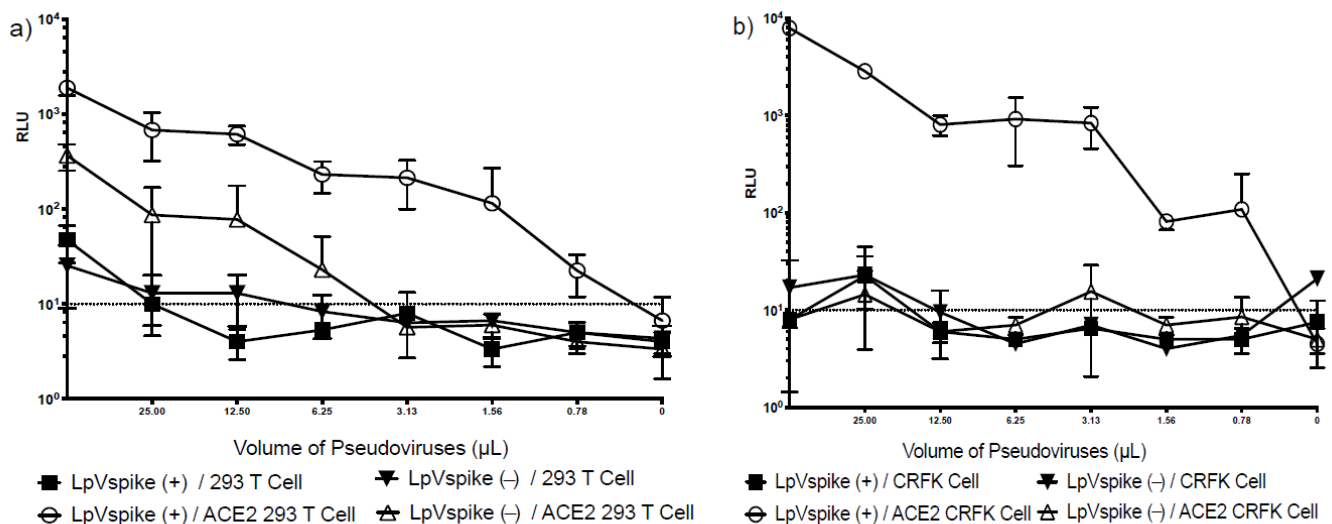 a)
10⁴
10³
10²
10¹
10⁰
RLU
25.00 12.50 6.25 3.13 1.56 0.78 0
Volume of Pseudoviruses (µL)
LpVspike (+) / 293 T Cell
LpVspike (–) / 293 T Cell
LpVspike (+) / ACE2 293 T Cell
LpVspike (–) / ACE2 293 T Cell
b)
10⁴
10³
10²
10¹
10⁰
RLU
25.00 12.50 6.25 3.13 1.56 0.78 0
Volume of Pseudoviruses (µL)
LpVspike (+) / CRFK Cell
LpVspike (–) / CRFK Cell
LpVspike (+) / ACE2 CRFK Cell
LpVspike (–) / ACE2 CRFK Cell